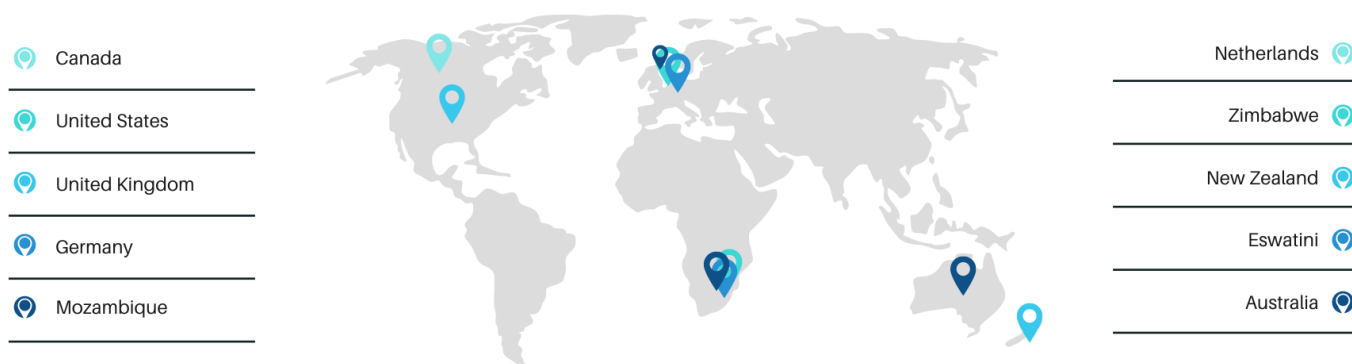 Canada
United States
United Kingdom
Germany
Mozambique
Netherlands
Zimbabwe
New Zealand
Eswatini
Australia